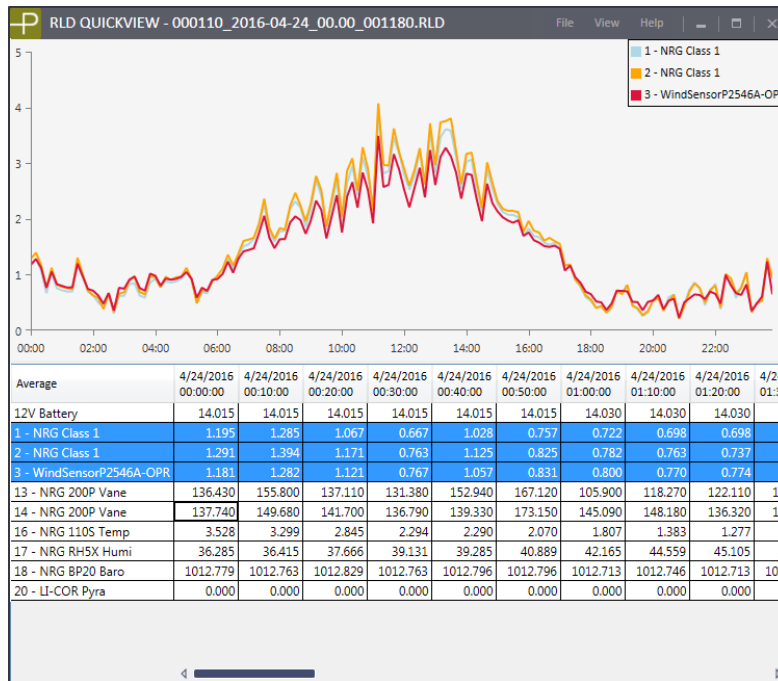 RLD QUICKVIEW - 000110_2016-04-24_00.00_001180.RLD File View Help
1 - NRG Class 1
2 - NRG Class 1
3 - WindSensorP2546A-OP
5
4
3
2
1
0
00:00 02:00 04:00 06:00 08:00 10:00 12:00 14:00 16:00 18:00 20:00 22:00
Average 4/24/2016 00:00:00 4/24/2016 00:10:00 4/24/2016 00:20:00 4/24/2016 00:30:00 4/24/2016 00:40:00 4/24/2016 00:50:00 4/24/2016 01:00:00 4/24/2016 01:10:00 4/24/2016 01:20:00 4/2 01:
12V Battery 14.015 14.015 14.015 14.015 14.015 14.015 14.030 14.030 14.030
1 - NRG Class 1 1.195 1.285 1.067 0.667 1.028 0.757 0.722 0.698 0.698
2 - NRG Class 1 1.291 1.394 1.171 0.763 1.125 0.825 0.782 0.763 0.737
3 - WindSensorP2546A-OPR 1.181 1.282 1.121 0.767 1.057 0.831 0.800 0.770 0.774
13 - NRG 200P Vane 136.430 155.800 137.110 131.380 152.940 167.120 105.900 118.270 122.110 1
14 - NRG 200P Vane 137.740 149.680 141.700 136.790 139.330 173.150 145.090 148.180 136.320 1
16 - NRG 110S Temp 3.528 3.299 2.845 2.294 2.290 2.070 1.807 1.383 1.277
17 - NRG RH5X Humi 36.285 36.415 37.666 39.131 39.285 40.889 42.165 44.559 45.105
18 - NRG BP20 Baro 1012.779 1012.763 1012.829 1012.763 1012.796 1012.796 1012.713 1012.746 1012.713 10
20 - LI-COR Pyra 0.000 0.000 0.000 0.000 0.000 0.000 0.000 0.000 0.000